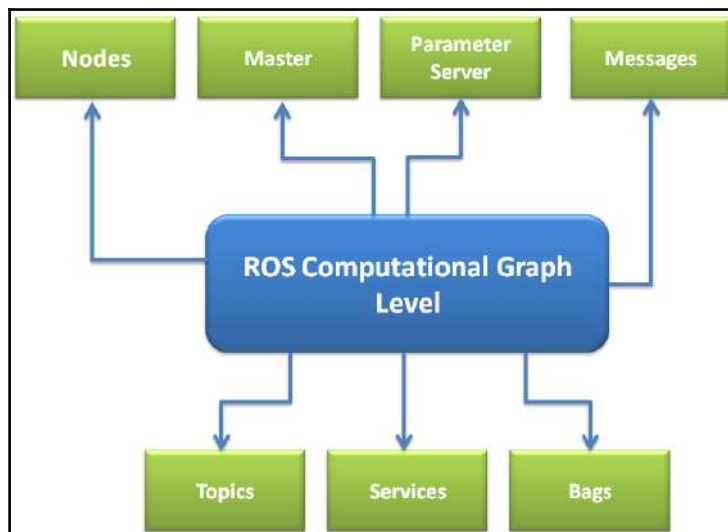 Nodes
Master
Parameter
Server
Messages
ROS Computational Graph
Level
Topics
Services
Bags